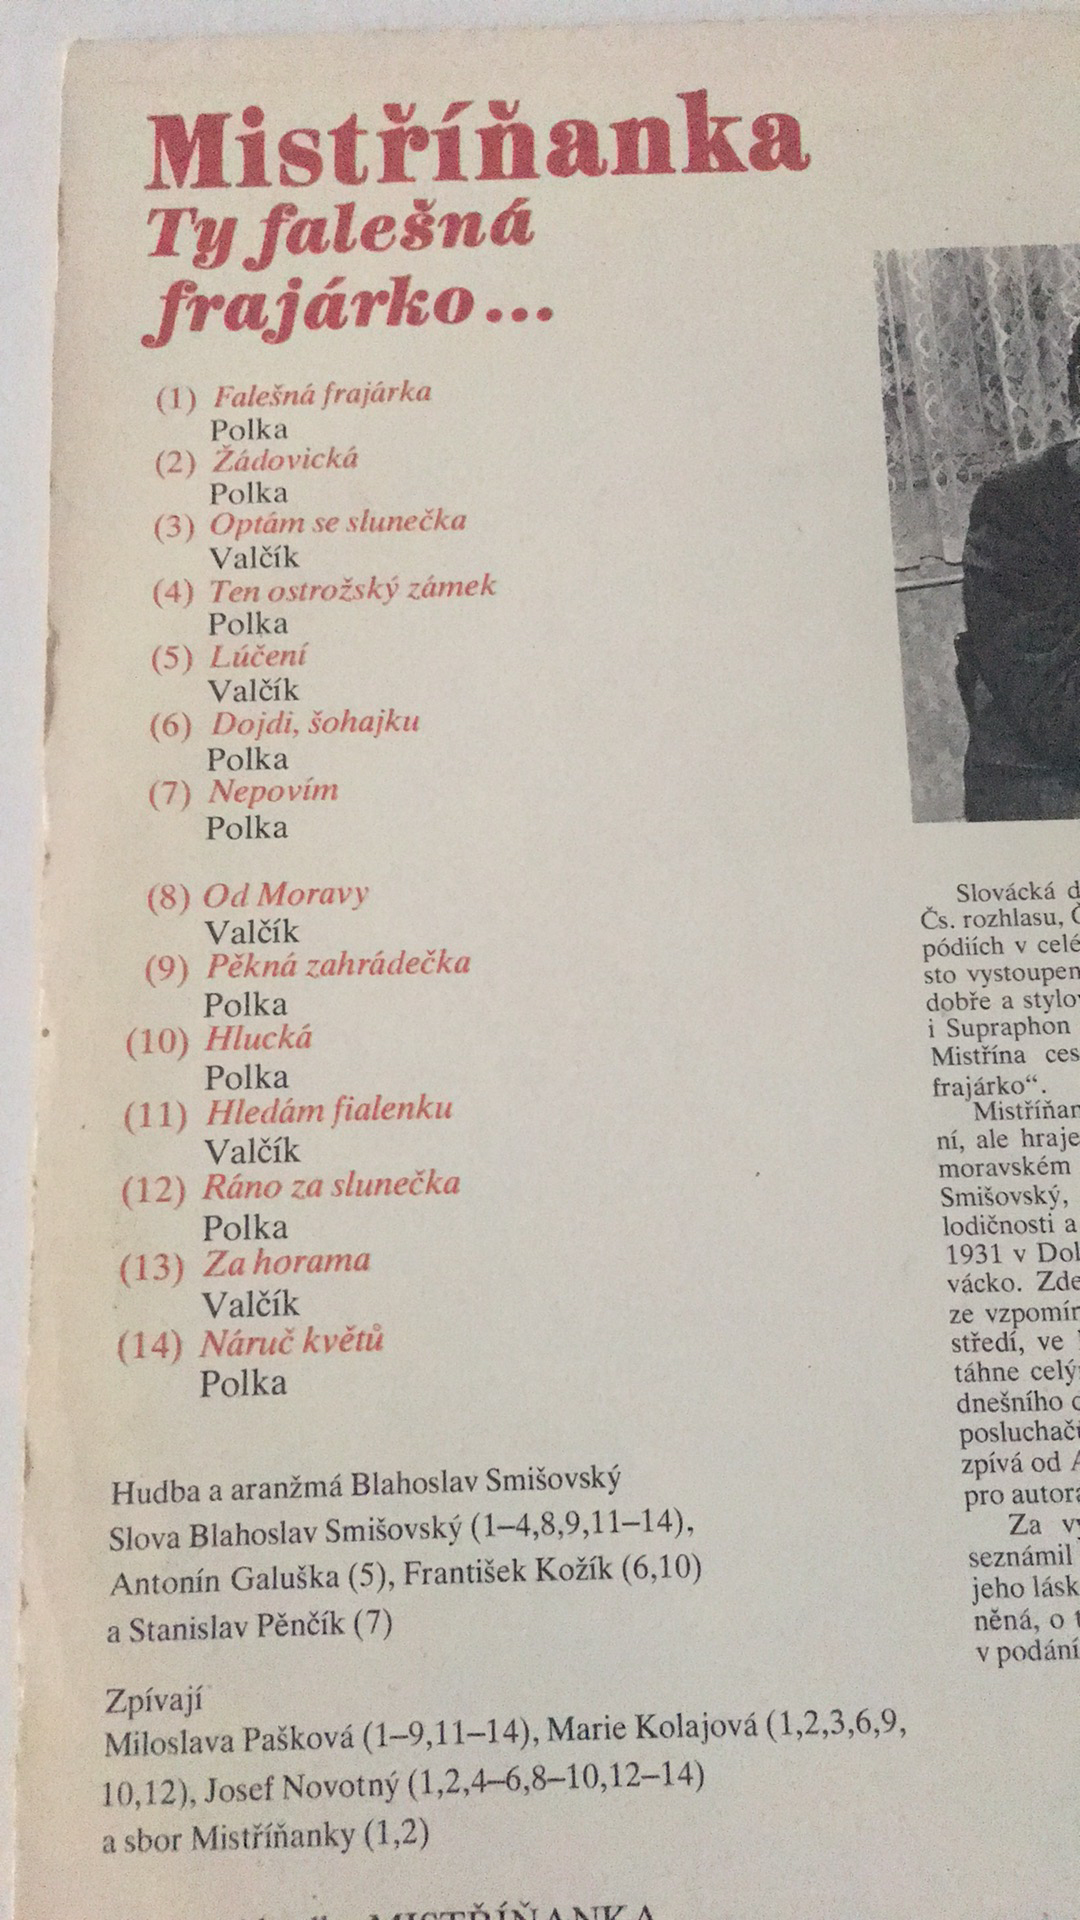 Mistříňanka
Ty falešná
frajárko...
(1) Falešná frajárka
Polka
(2) Žádovická
Polka
(3) Optám se slunečka
Valčík
(4) Ten ostrožský zámek
Polka
(5) Lúčení
Valčík
(6) Dojdi, šohajku
Polka
(7) Nepovím
Polka
(8) Od Moravy
Valčík
(9) Pěkná zahrádečka
Polka
(10) Hlucká
Polka
(11) Hledám fialenku
Valčík
(12) Ráno za slunečka
Polka
(13) Za horama
Valčík
(14) Náruč květů
Polka
Hudba a aranžmá Blahoslav Smišovský
Slova Blahoslav Smišovský (1–4,8,9,11–14),
Antonín Galuška (5), František Kožík (6,10)
a Stanislav Pěnčík (7)
Zpívají
Miloslava Pašková (1–9,11–14), Marie Kolajová (1,2,3,6,9,
10,12), Josef Novotný (1,2,4–6,8–10,12–14)
a sbor Mistříňanky (1,2)
MISTŘÍŇANKA
Slovácká
Čs. rozhlasu,
pódiích v celé
sto vystoupen
dobře a stylov
i Supraphon
Mistřína ces
frajárko“.
Mistříňan
ní, ale hraje
moravském
Smišovský,
lodičnosti a
1931 v Dol
vácko. Zde
ze vzpomín
středí, ve
táhne celý
dnešního
posluchačů
zpívá od
pro autora
Za
seznámil
jeho lásk
něná, o
v podání